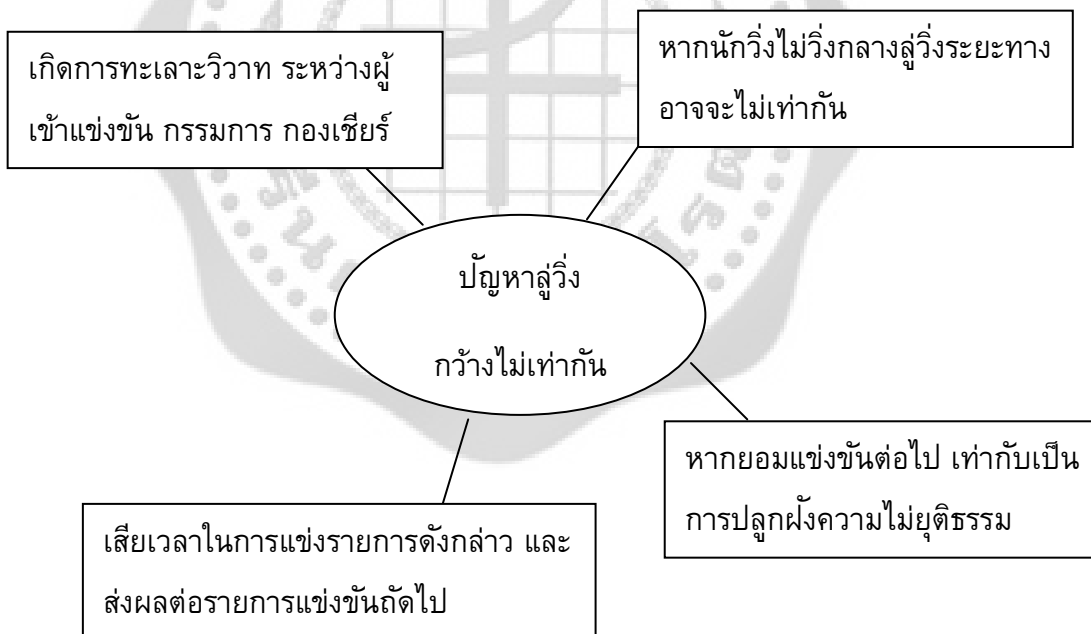 เกิดการทะเลาะวิวาท ระหว่างผู้
เข้าแข่งขัน กรรมการ กองเชียร์
หากนักวิ่งไม่วิ่งกลางลู่วิ่งระยะทาง
อาจจะไม่เท่ากัน
ปัญหาลู่วิ่ง
กว้างไม่เท่ากัน
หากยอมแข่งขันต่อไป เท่ากับเป็น
การปลูกฝังความไม่ยุติธรรม
เสียเวลาในการแข่งรายการดังกล่าว และ
ส่งผลต่อรายการแข่งขันถัดไป